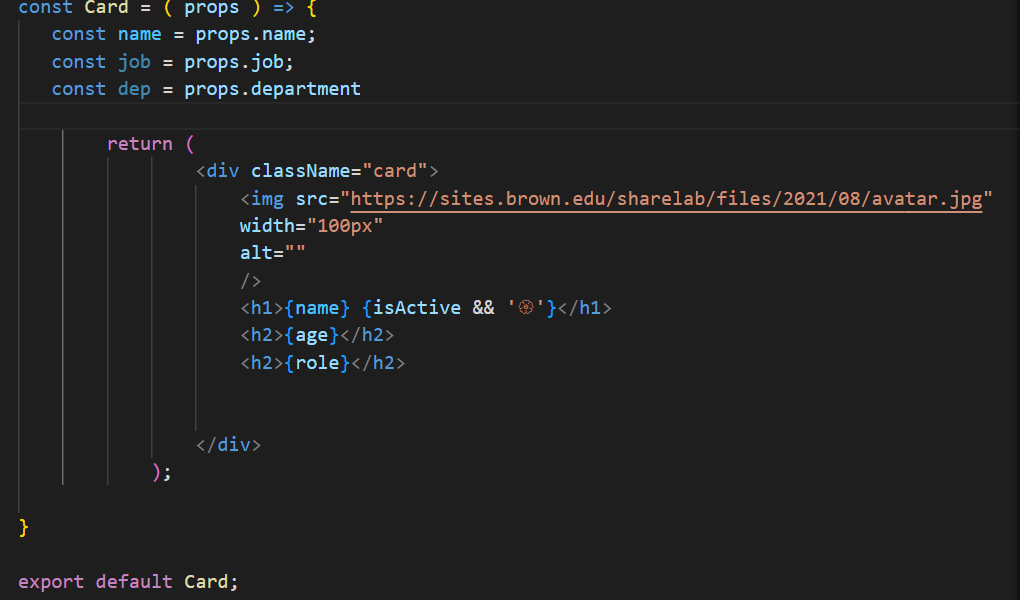 const Card = ( props ) => {
const name = props.name;
const job = props.job;
const dep = props.department
return (
<div className="card">
<img src="https://sites.brown.edu/sharelab/files/2021/08/avatar.jpg"
width="100px"
alt=""
/>
<h1>{name} {isActive && '🏵'}</h1>
<h2>{age}</h2>
<h2>{role}</h2>
</div>
);
}
export default Card;